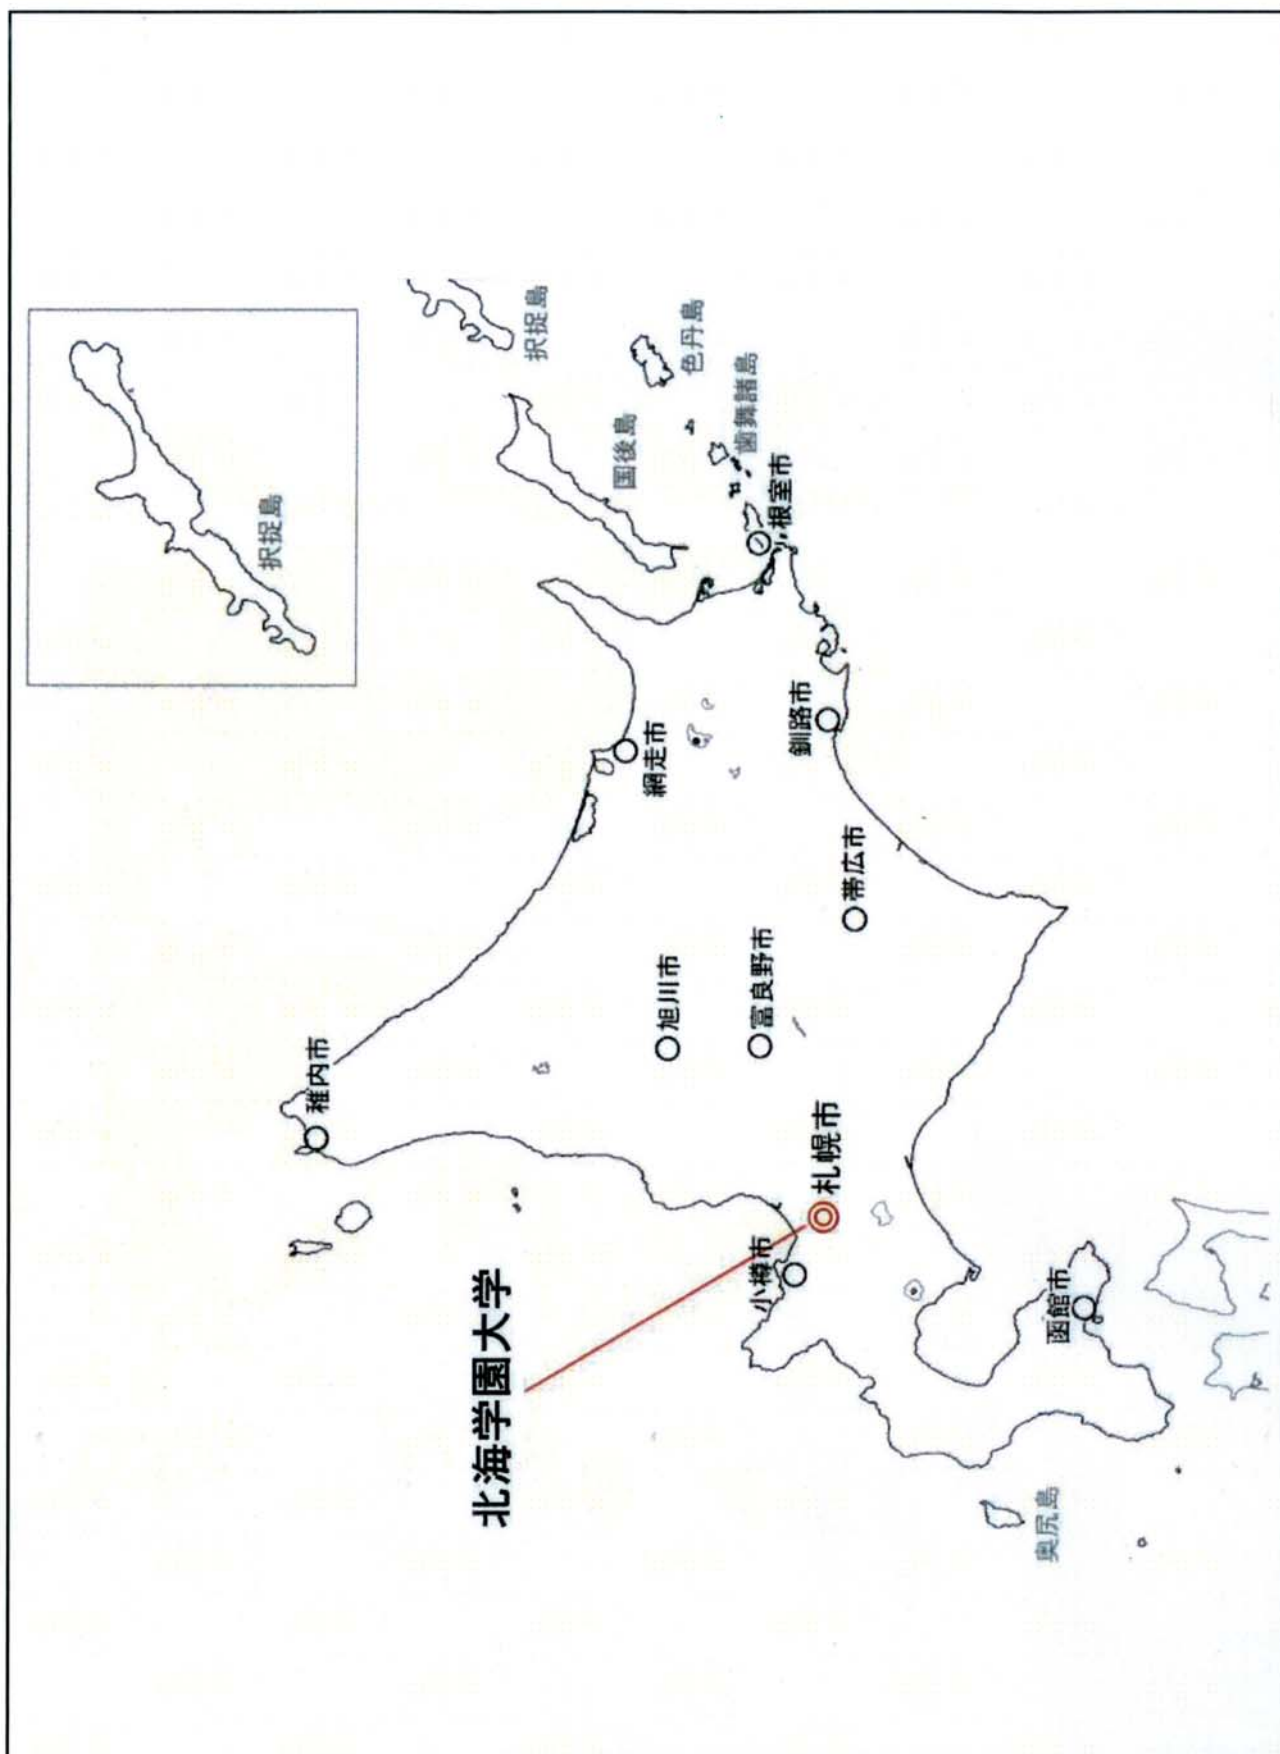 択捉島
稚内市
北海学園大学
択捉島
国後島
網走市
旭川市
色丹島
歯舞諸島
小樽市
富良野市
根室市
釧路市
札幌市
帯広市
奥尻島
函館市